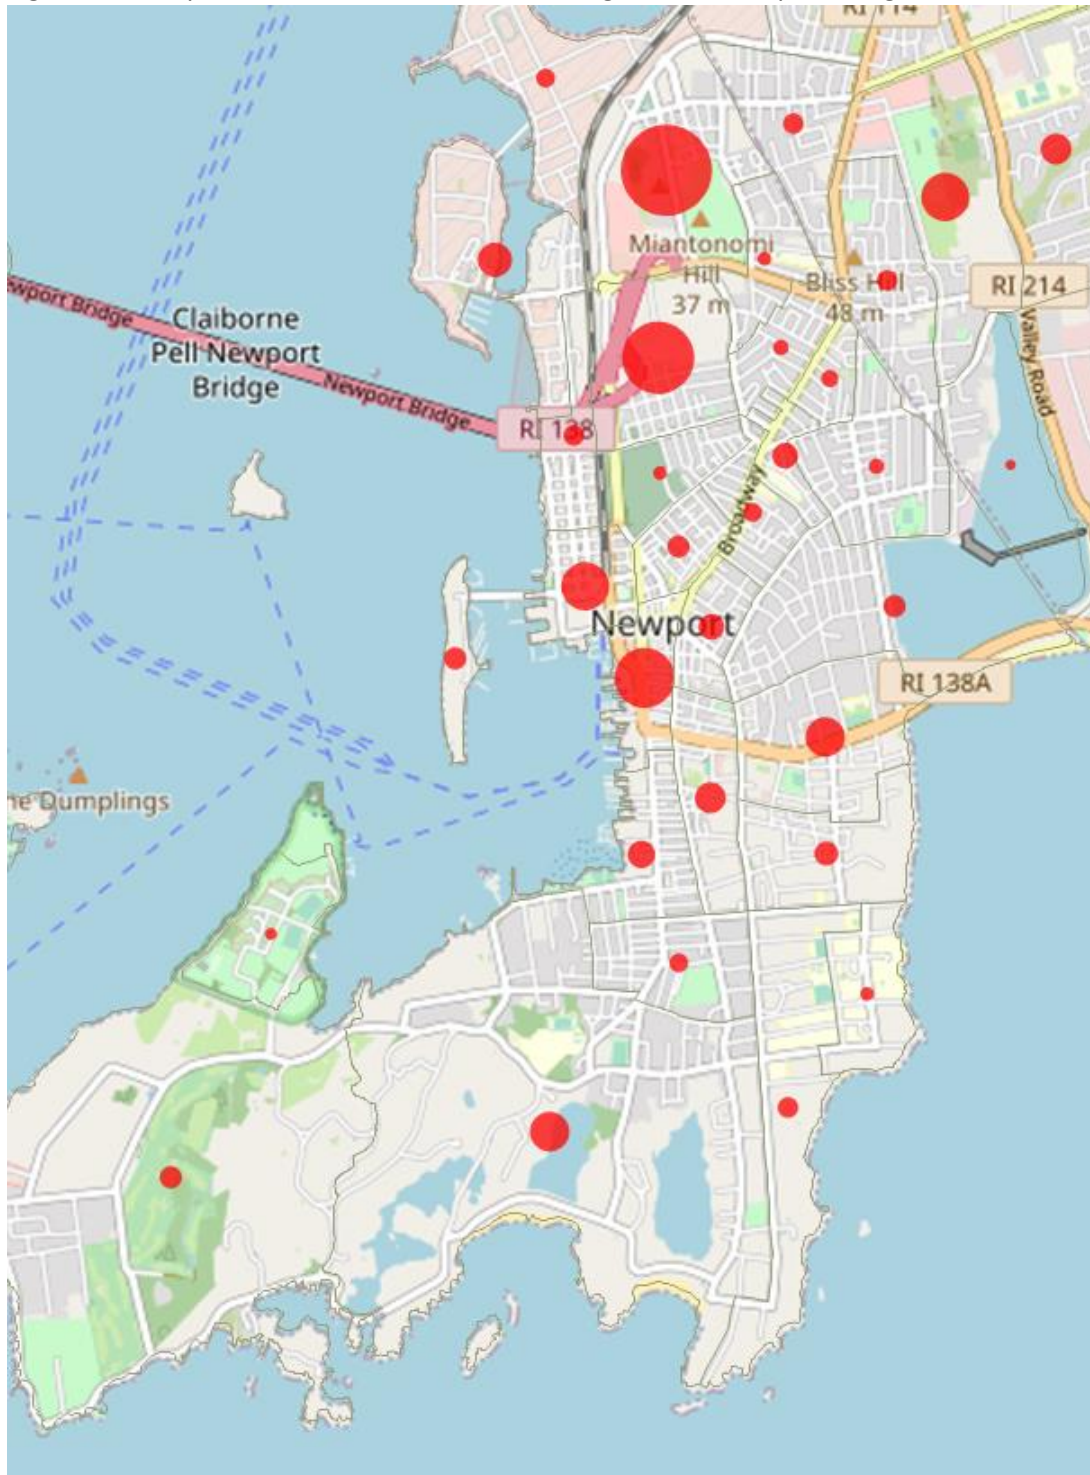 RI 114
Miantonomi
Hill
37 m
Bliss Hill
48 m
RI 214
Valley Road
Newport Bridge
Claiborne
Pell Newport
Bridge
Newport Bridge
RI 138
Broadway
Newport
RI 138A
Dumplings